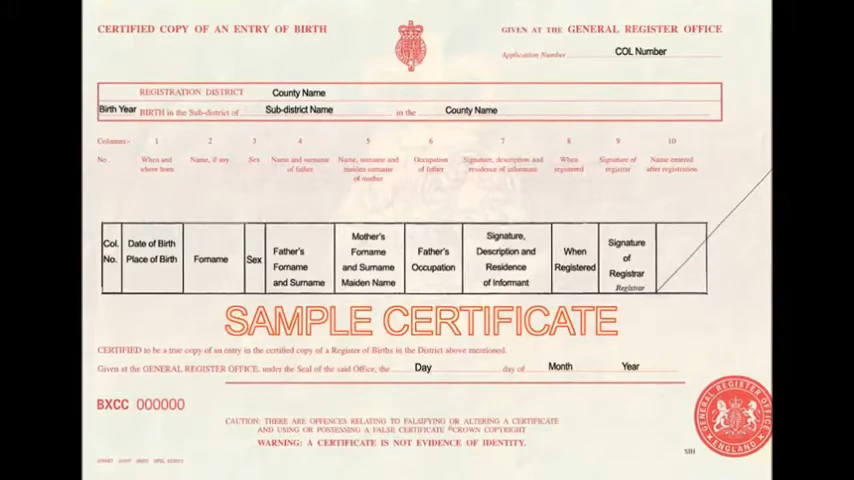 CERTIFIED COPY OF AN ENTRY OF BIRTH
GIVEN AT THE GENERAL REGISTER OFFICE
Application Number COL Number
REGISTRATION DISTRICT County Name
Birth Year BIRTH in the Sub-district of Sub-district Name in the County Name
Columns:- 1 2 3 4 5 6 7 8 9 10
No. When and where born Name, if any Sex Name and surname of father Name, surname and maiden surname of mother Occupation of father Signature, description and residence of informant When registered Signature of registrar Name entered after registration
Col. No. Date of Birth Place of Birth Forname Sex Father's Forname and Surname Mother's Forname and Surname Maiden Name Father's Occupation Signature, Description and Residence of Informant When Registered Signature of Registrar Registrar
SAMPLE CERTIFICATE
CERTIFIED to be a true copy of an entry in the certified copy of a Register of Births in the District above mentioned.
Given at the GENERAL REGISTER OFFICE, under the Seal of the said Office, the Day day of Month Year
BXCC 000000
CAUTION: THERE ARE OFFENCES RELATING TO FALSIFYING OR ALTERING A CERTIFICATE
AND USING OR POSSESSING A FALSE CERTIFICATE ©CROWN COPYRIGHT
WARNING: A CERTIFICATE IS NOT EVIDENCE OF IDENTITY.
GENERAL REGISTER OFFICE
ENGLAND